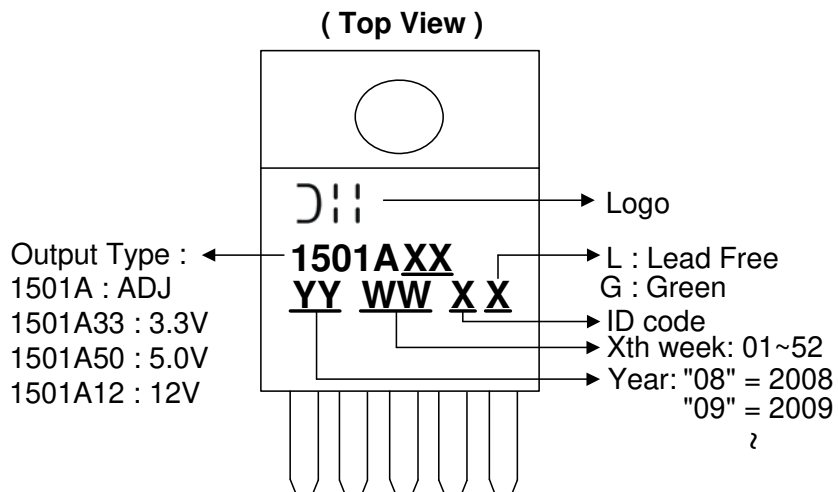 ( Top View )
Logo
Output Type :
1501A : ADJ
1501A33 : 3.3V
1501A50 : 5.0V
1501A12 : 12V
1501AXX
YY WW X X
L : Lead Free
G : Green
ID code
Xth week: 01~52
Year: "08" = 2008
"09" = 2009
~